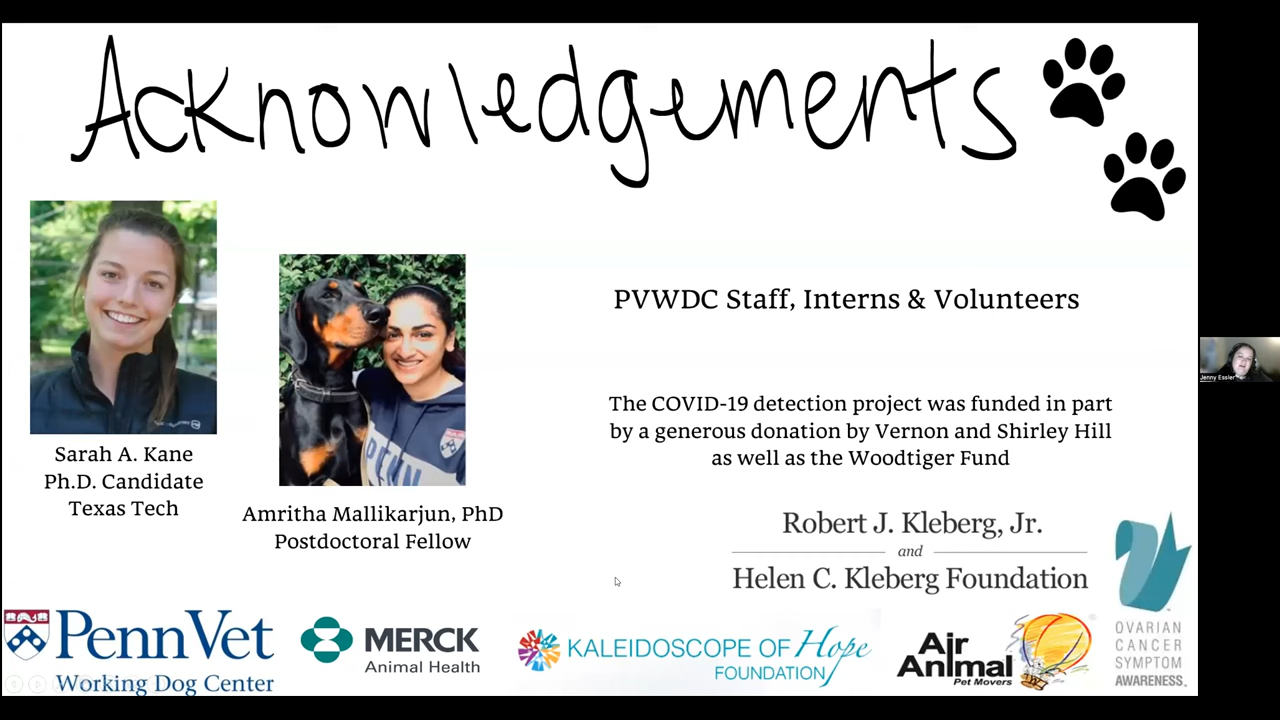 Acknowledgements
Sarah A. Kane
Ph.D. Candidate
Texas Tech
PENN
Amritha Mallikarjun, PhD
Postdoctoral Fellow
PVWDC Staff, Interns & Volunteers
The COVID-19 detection project was funded in part
by a generous donation by Vernon and Shirley Hill
as well as the Woodtiger Fund
Robert J. Kleberg, Jr.
and
Helen C. Kleberg Foundation
PennVet
Working Dog Center
MERCK
Animal Health
KALEIDOSCOPE OF Hope
FOUNDATION
Air
Animal
Pet Movers
OVARIAN
CANCER
SYMPTOM
AWARENESS
Jenny Essler